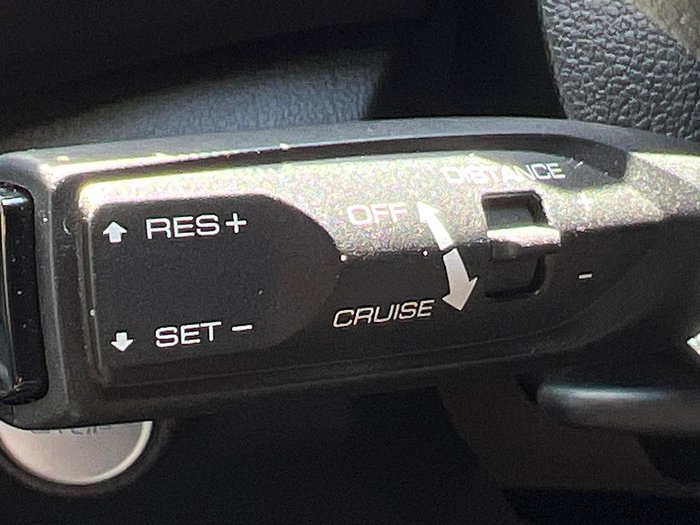 DISTANCE
RES+
OFF
+
-
SET -
CRUISE